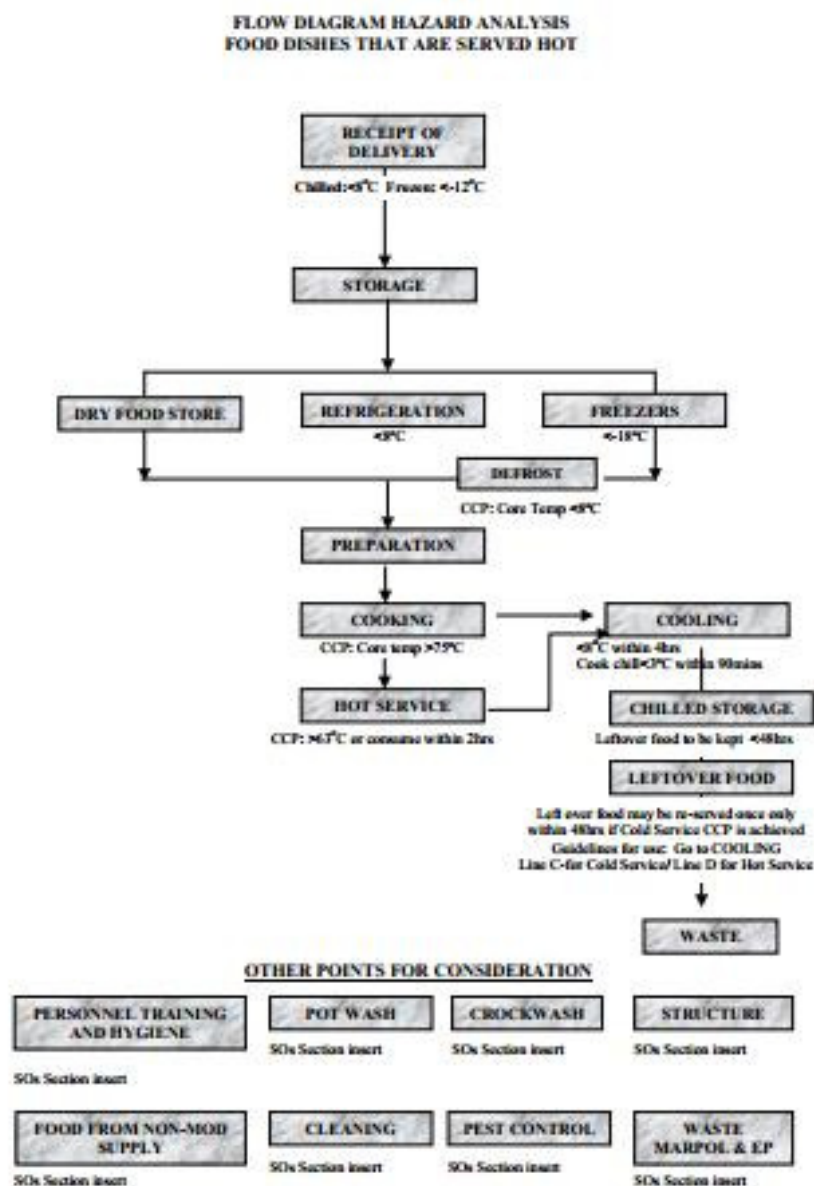 FLOW DIAGRAM HAZARD ANALYSIS
FOOD DISHES THAT ARE SERVED HOT
RECEIPT OF
DELIVERY
Chilled:<8°C Frozen: <-12°C
STORAGE
DRY FOOD STORE
REFRIGERATION
<8°C
FREEZERS
<-18°C
DEFROST
CCP: Core Temp <8°C
PREPARATION
COOKING
CCP: Core temp >75°C
COOLING
<8°C within 4hrs
Cook chill<3°C within 90mins
HOT SERVICE
CCP: >63°C or consume within 2hrs
CHILLED STORAGE
Leftover food to be kept <48hrs
LEFTOVER FOOD
Left over food may be re-served once only
within 48hrs if Cold Service CCP is achieved
Guidelines for use: Go to COOLING
Line C-for Cold Service/ Line D for Hot Service
WASTE
OTHER POINTS FOR CONSIDERATION
PERSONNEL TRAINING
AND HYGIENE
SOs Section insert
POT WASH
SOs Section insert
CROCKWASH
SOs Section insert
STRUCTURE
SOs Section insert
FOOD FROM NON-MOD
SUPPLY
SOs Section insert
CLEANING
SOs Section insert
PEST CONTROL
SOs Section insert
WASTE
MARPOL & EP
SOs Section insert